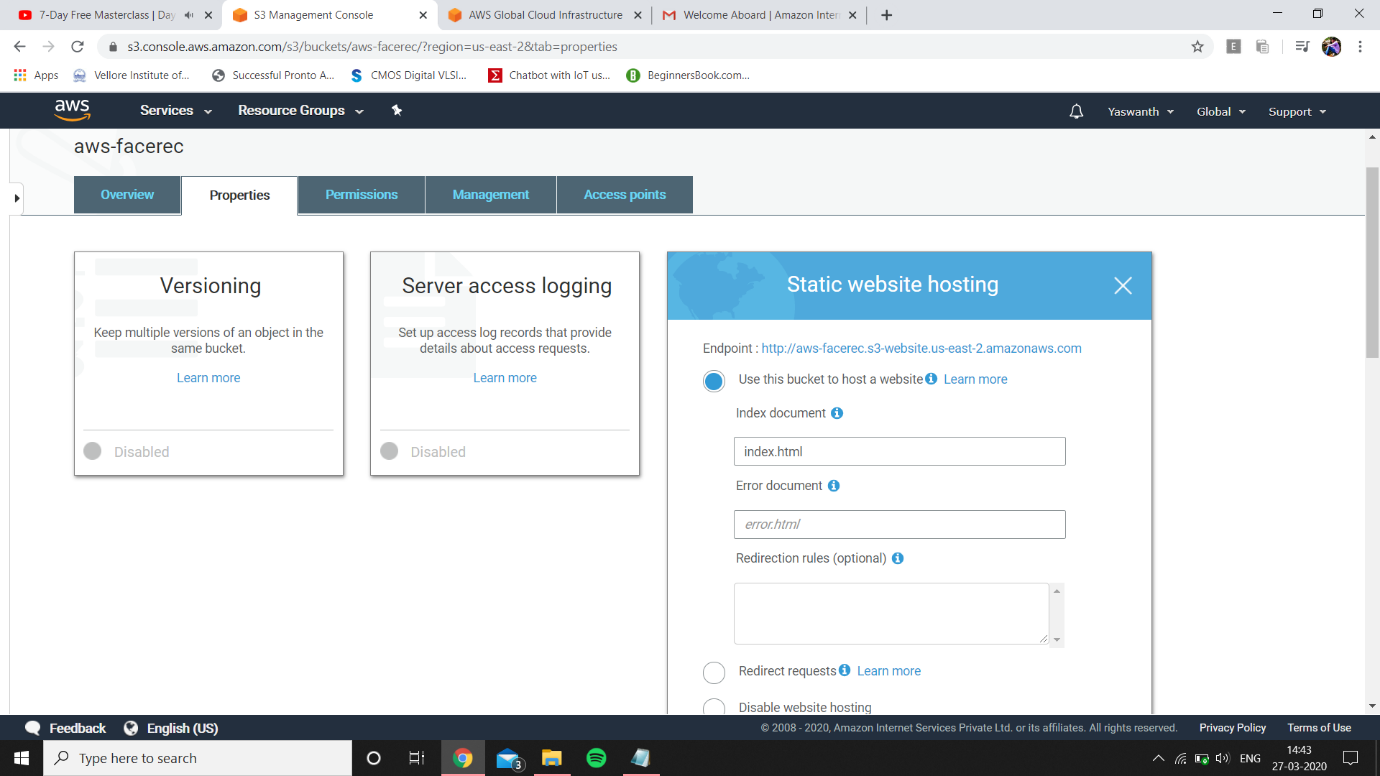 7-Day Free Masterclass | Day
S3 Management Console
AWS Global Cloud Infrastructure
Welcome Aboard | Amazon Inter
s3.console.aws.amazon.com/s3/buckets/aws-facerec/?region=us-east-2&tab=properties
E
Apps
Vellore Institute of...
Successful Pronto A...
S
CMOS Digital VLSI...
Σ
Chatbot with IoT us...
B
BeginnersBook.com...
aws
Services
Resource Groups
Yaswanth
Global
Support
aws-facerec
Overview
Properties
Permissions
Management
Access points
Versioning
Keep multiple versions of an object in the
same bucket.
Learn more
Disabled
Server access logging
Set up access log records that provide
details about access requests.
Learn more
Disabled
Static website hosting
Endpoint : http://aws-facerec.s3-website.us-east-2.amazonaws.com
Use this bucket to host a website Learn more
Index document
index.html
Error document
error.html
Redirection rules (optional)
Redirect requests Learn more
Disable website hosting
Feedback
English (US)
© 2008 - 2020, Amazon Internet Services Private Ltd. or its affiliates. All rights reserved.
Privacy Policy
Terms of Use
Type here to search
3
ENG
14:43
27-03-2020